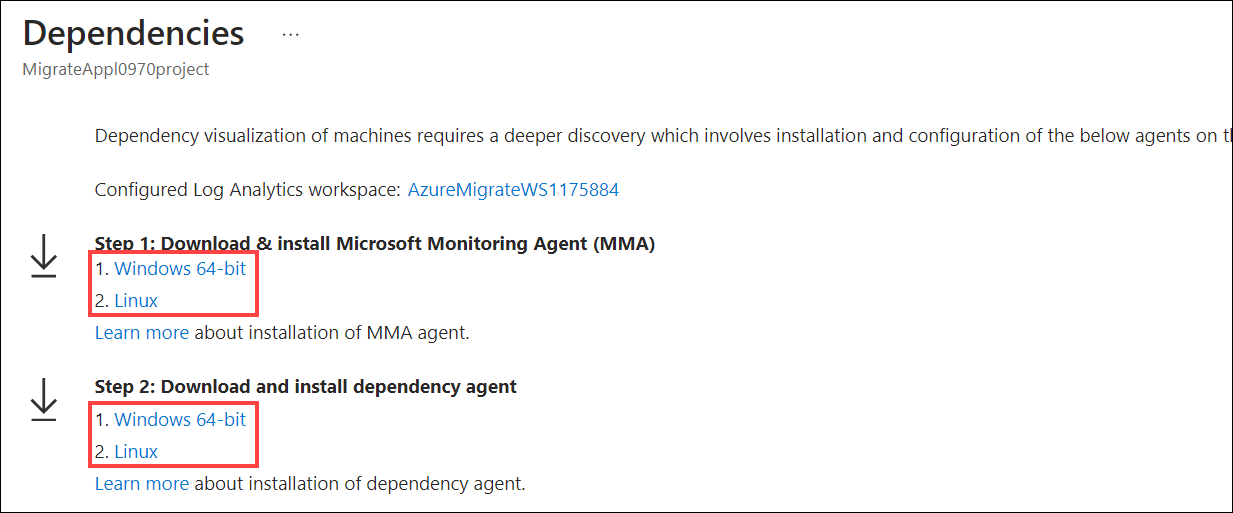 Dependencies ...
MigrateAppl0970project
Dependency visualization of machines requires a deeper discovery which involves installation and configuration of the below agents on
Configured Log Analytics workspace: AzureMigrateWS1175884
Step 1: Download & install Microsoft Monitoring Agent (MMA)
1. Windows 64-bit
2. Linux
Learn more about installation of MMA agent.
Step 2: Download and install dependency agent
1. Windows 64-bit
2. Linux
Learn more about installation of dependency agent.